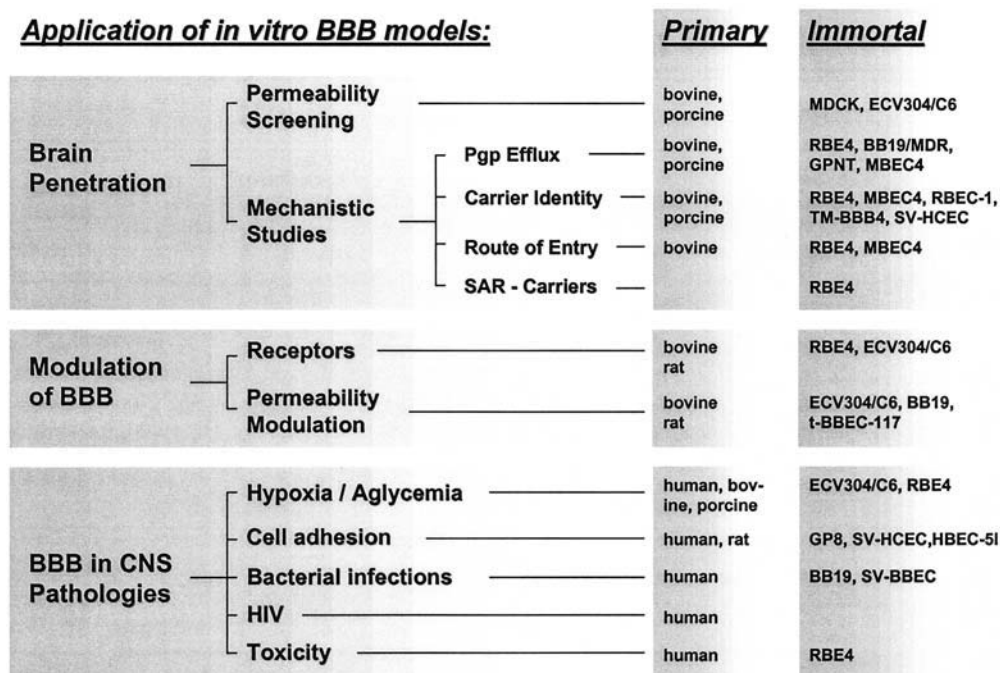 Application of in vitro BBB models:
Primary
Immortal
Brain
Penetration
Permeability
Screening
bovine,
porcine
MDCK, ECV304/C6
Mechanistic
Studies
Pgp Efflux
bovine,
porcine
RBE4, BB19/MDR,
GPNT, MBEC4
Carrier Identity
bovine,
porcine
RBE4, MBEC4, RBEC-1,
TM-BBB4, SV-HCEC
Route of Entry
bovine
RBE4, MBEC4
SAR - Carriers
RBE4
Modulation
of BBB
Receptors
bovine
rat
RBE4, ECV304/C6
Permeability
Modulation
bovine
rat
ECV304/C6, BB19,
t-BBEC-117
BBB in CNS
Pathologies
Hypoxia / Aglycemia
human, bov-
ine, porcine
ECV304/C6, RBE4
Cell adhesion
human, rat
GP8, SV-HCEC,HBEC-5I
Bacterial infections
human
BB19, SV-BBEC
HIV
human
Toxicity
human
RBE4